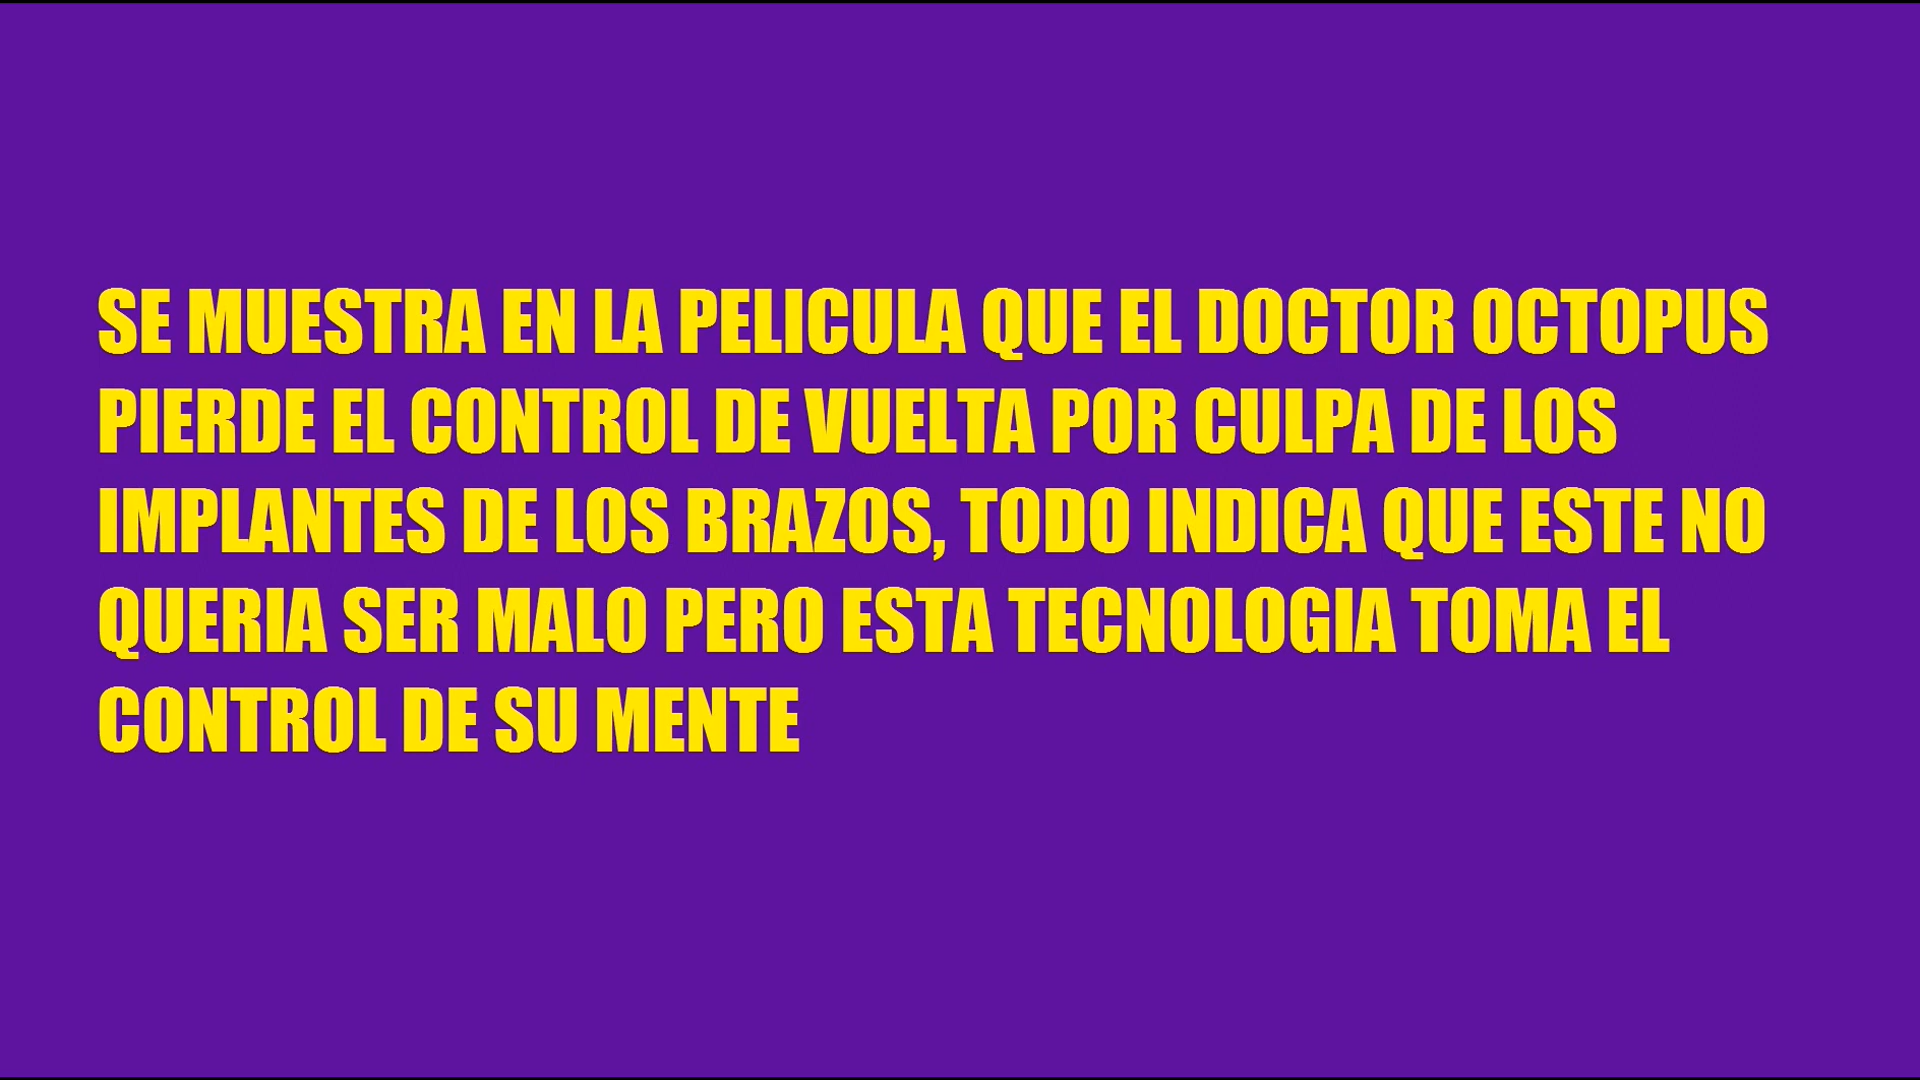 SE MUESTRA EN LA PELICULA QUE EL DOCTOR OCTOPUS
PIERDE EL CONTROL DE VUELTA POR CULPA DE LOS
IMPLANTES DE LOS BRAZOS, TODO INDICA QUE ESTE NO
QUERIA SER MALO PERO ESTA TECNOLOGIA TOMA EL
CONTROL DE SU MENTE